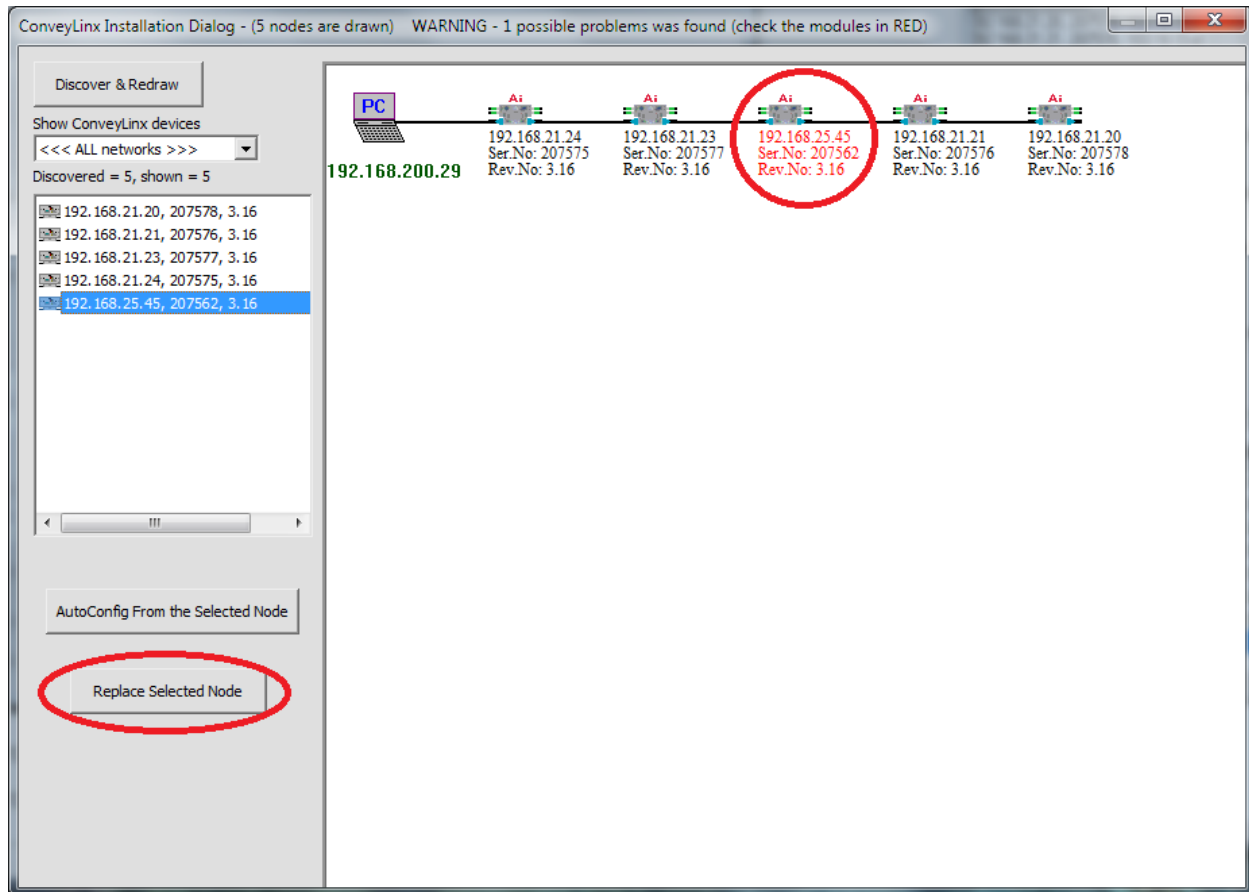 ConveyLinx Installation Dialog - (5 nodes are drawn) WARNING - 1 possible problems was found (check the modules in RED)
Discover & Redraw
Show ConveyLinx devices
<<< ALL networks >>>
Discovered = 5, shown = 5
192.168.21.20, 207578, 3.16
192.168.21.21, 207576, 3.16
192.168.21.23, 207577, 3.16
192.168.21.24, 207575, 3.16
192.168.25.45, 207562, 3.16
AutoConfig From the Selected Node
Replace Selected Node
PC
192.168.200.29
Ai
192.168.21.24
Ser.No: 207575
Rev.No: 3.16
Ai
192.168.21.23
Ser.No: 207577
Rev.No: 3.16
Ai
192.168.25.45
Ser.No: 207562
Rev.No: 3.16
Ai
192.168.21.21
Ser.No: 207576
Rev.No: 3.16
Ai
192.168.21.20
Ser.No: 207578
Rev.No: 3.16